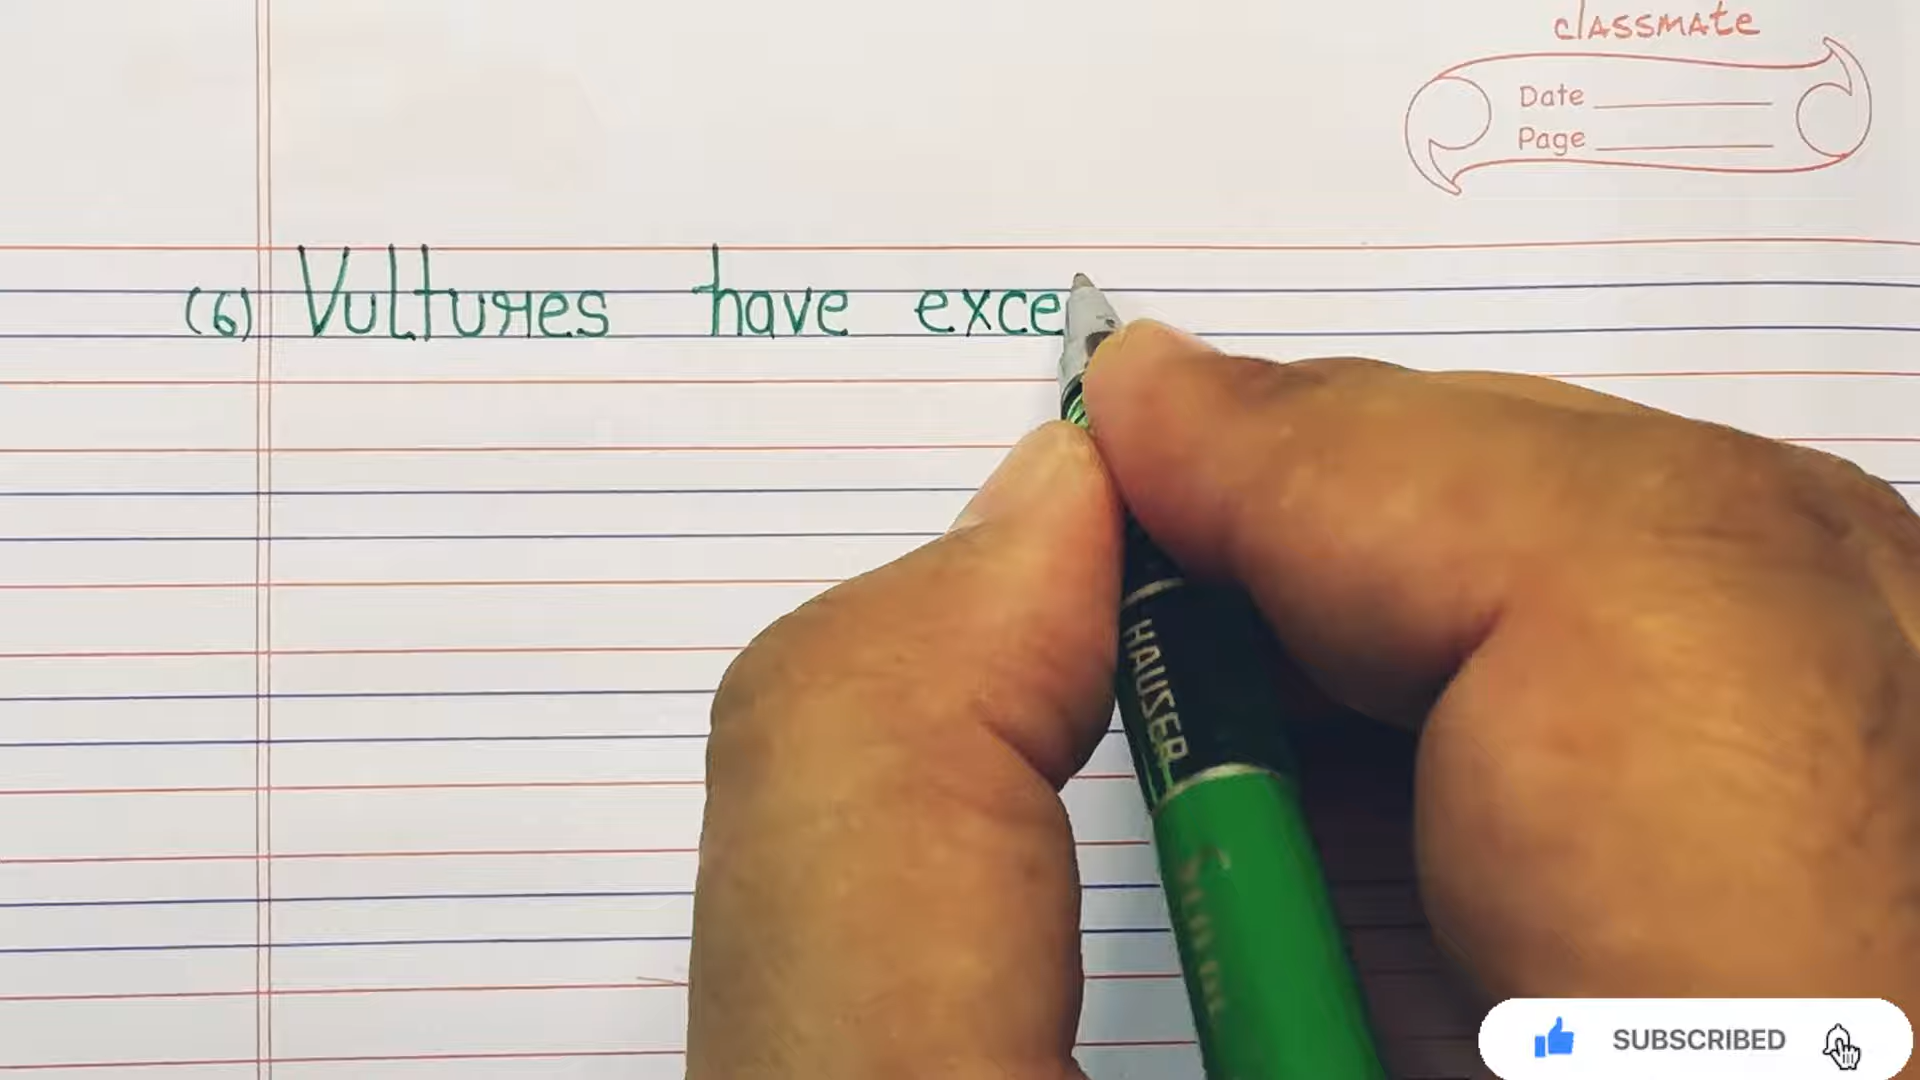 classmate
Date
Page
(6) Vultures have exce
HAUSER
SUBSCRIBED